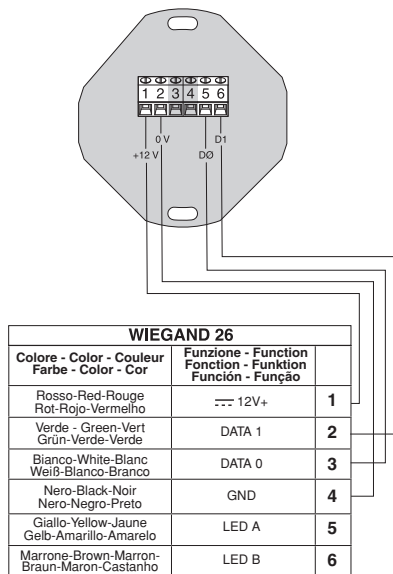 1 2 3 4 5 6
0 V
D1
+12 V
DØ
WIEGAND 26
Colore - Color - Couleur
Farbe - Color - Cor
Funzione - Function
Fonction - Funktion
Función - Função
Rosso-Red-Rouge
Rot-Rojo-Vermelho
12V+
1
Verde - Green-Vert
Grün-Verde-Verde
DATA 1
2
Bianco-White-Blanc
Weiß-Blanco-Branco
DATA 0
3
Nero-Black-Noir
Nero-Negro-Preto
GND
4
Giallo-Yellow-Jaune
Gelb-Amarillo-Amarelo
LED A
5
Marrone-Brown-Marron-
Braun-Maron-Castanho
LED B
6